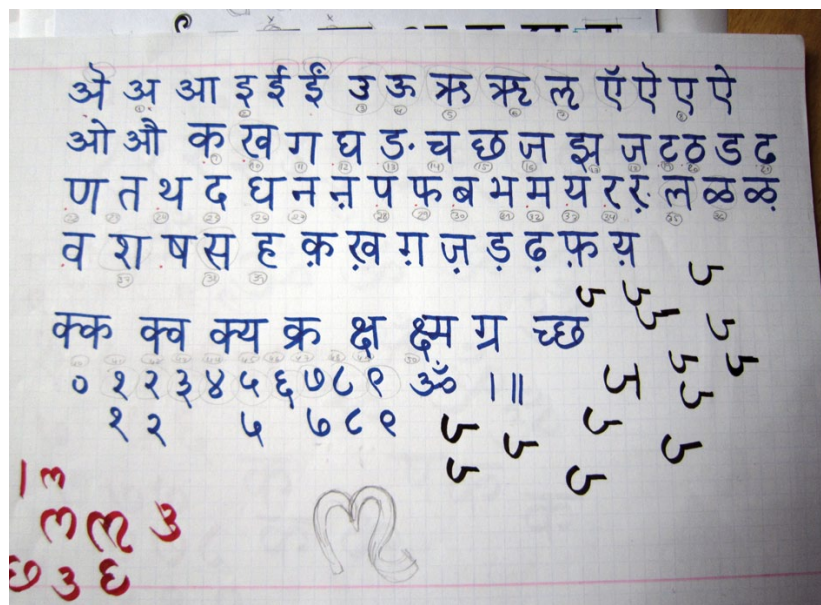 ऄ अ आ इ ई ईं उ ऊ ऋ ॠ ऌ ऍ ऎ ए ऐ
ओ औ क ख ग घ ङ च छ ज झ ज ट ठ ड ढ
ण त थ द ध न ऩ प फ ब भ म य र ऱ ल ळ ऴ
व श ष स ह क़ ख़ ग़ ज़ ड़ ढ़ फ़ य़
क्क क्व क्य क्र क्ष क्ष्म ग्र च्छ
० १ २ ३ ४ ५ ६ ७ ८ ९ ॐ । ॥
१ २ ५ ७ ८ ९